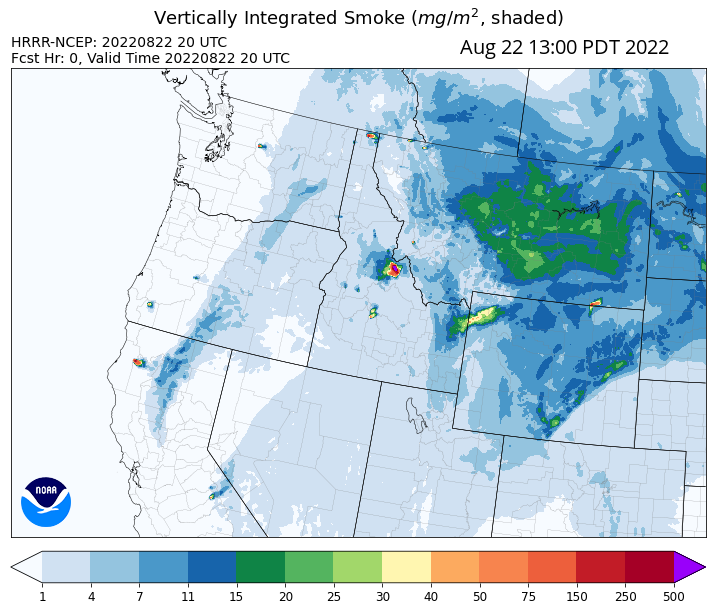 Vertically Integrated Smoke (mg/m², shaded)
HRRR-NCEP: 20220822 20 UTC
Fcst Hr: 0, Valid Time 20220822 20 UTC
Aug 22 13:00 PDT 2022
NOAA
1 4 7 11 15 20 25 30 40 50 75 150 250 500